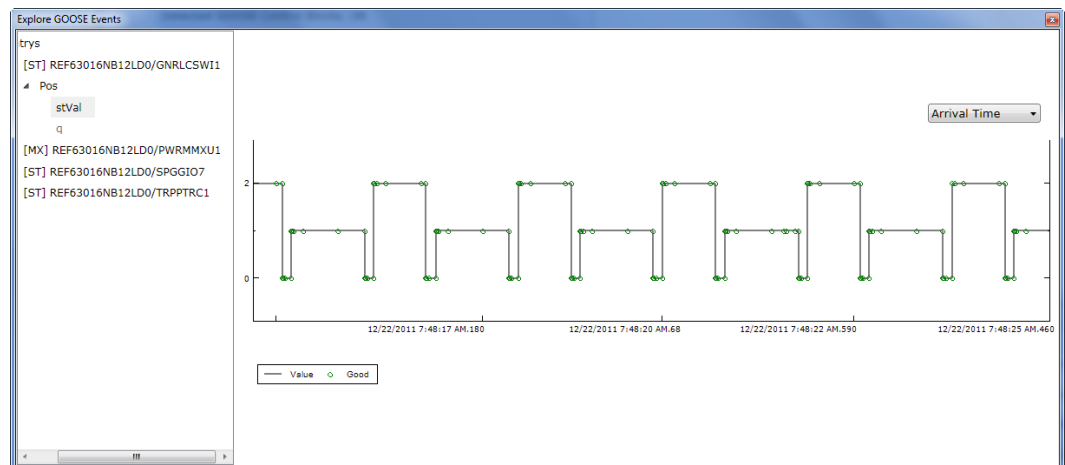 Explore GOOSE Events
trys
[ST] REF63016NB12LD0/GNRLCSWI1
Pos
stVal
q
[MX] REF63016NB12LD0/PWRMMXU1
[ST] REF63016NB12LD0/SPGGIO7
[ST] REF63016NB12LD0/TRPPTRC1
Arrival Time
2
0
12/22/2011 7:48:17 AM.180 12/22/2011 7:48:20 AM.68 12/22/2011 7:48:22 AM.590 12/22/2011 7:48:25 AM.460
Value Good